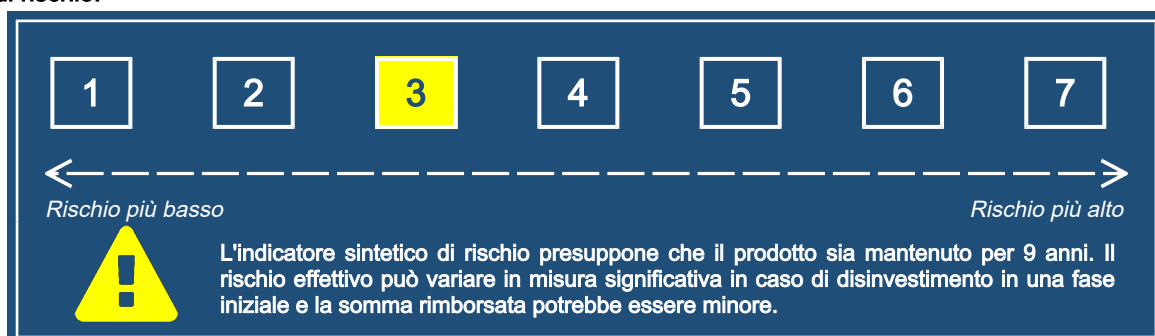 di rischio:
1 2 3 4 5 6 7
Rischio più basso Rischio più alto
L'indicatore sintetico di rischio presuppone che il prodotto sia mantenuto per 9 anni. Il
rischio effettivo può variare in misura significativa in caso di disinvestimento in una fase
iniziale e la somma rimborsata potrebbe essere minore.